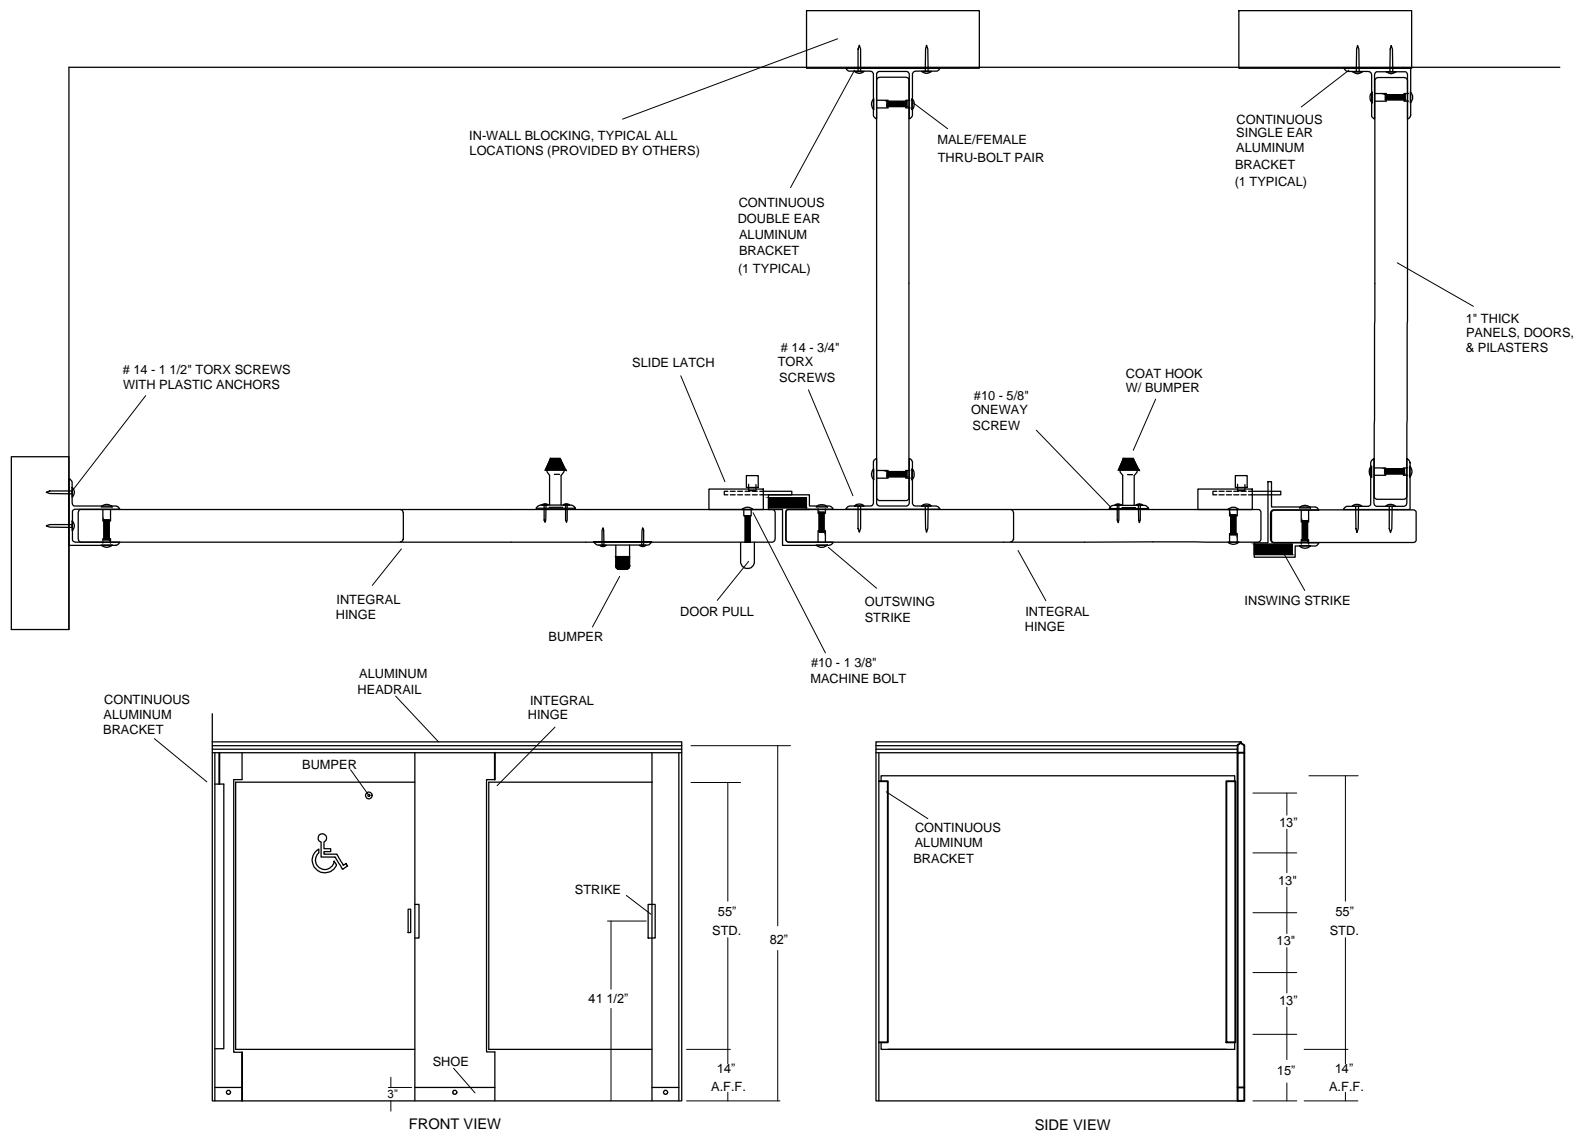 IN-WALL BLOCKING, TYPICAL ALL
LOCATIONS (PROVIDED BY OTHERS)
MALE/FEMALE
THRU-BOLT PAIR
CONTINUOUS
SINGLE EAR
ALUMINUM
BRACKET
(1 TYPICAL)
CONTINUOUS
DOUBLE EAR
ALUMINUM
BRACKET
(1 TYPICAL)
1" THICK
PANELS, DOORS,
& PILASTERS
# 14 - 1 1/2" TORX SCREWS
WITH PLASTIC ANCHORS
SLIDE LATCH
# 14 - 3/4"
TORX
SCREWS
#10 - 5/8"
ONEWAY
SCREW
COAT HOOK
W/ BUMPER
INTEGRAL
HINGE
BUMPER
DOOR PULL
OUTSWING
STRIKE
INTEGRAL
HINGE
INSWING STRIKE
#10 - 1 3/8"
MACHINE BOLT
CONTINUOUS
ALUMINUM
BRACKET
ALUMINUM
HEADRAIL
INTEGRAL
HINGE
BUMPER
STRIKE
41 1/2”
SHOE
3”
55”
STD.
82”
14”
A.F.F.
FRONT VIEW
CONTINUOUS
ALUMINUM
BRACKET
13”
13”
13”
13”
15”
55”
STD.
14”
A.F.F.
SIDE VIEW